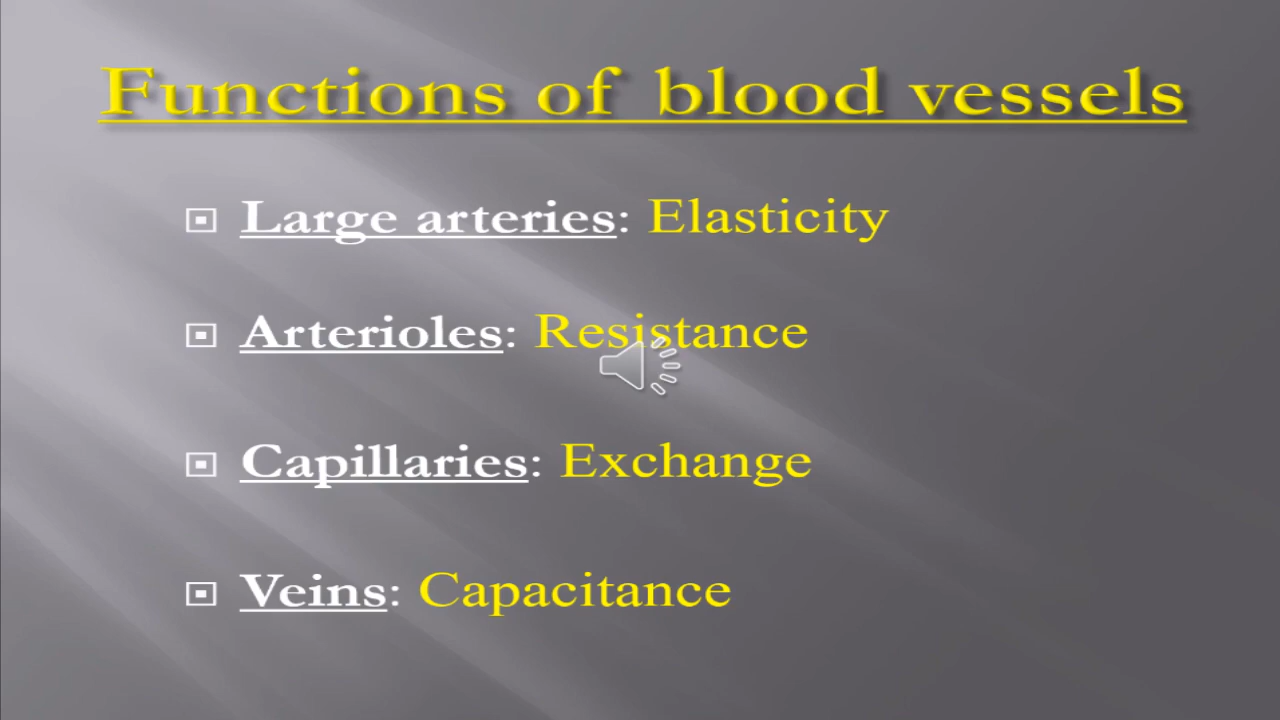 Functions of blood vessels
Large arteries: Elasticity
Arterioles: Resistance
Capillaries: Exchange
Veins: Capacitance